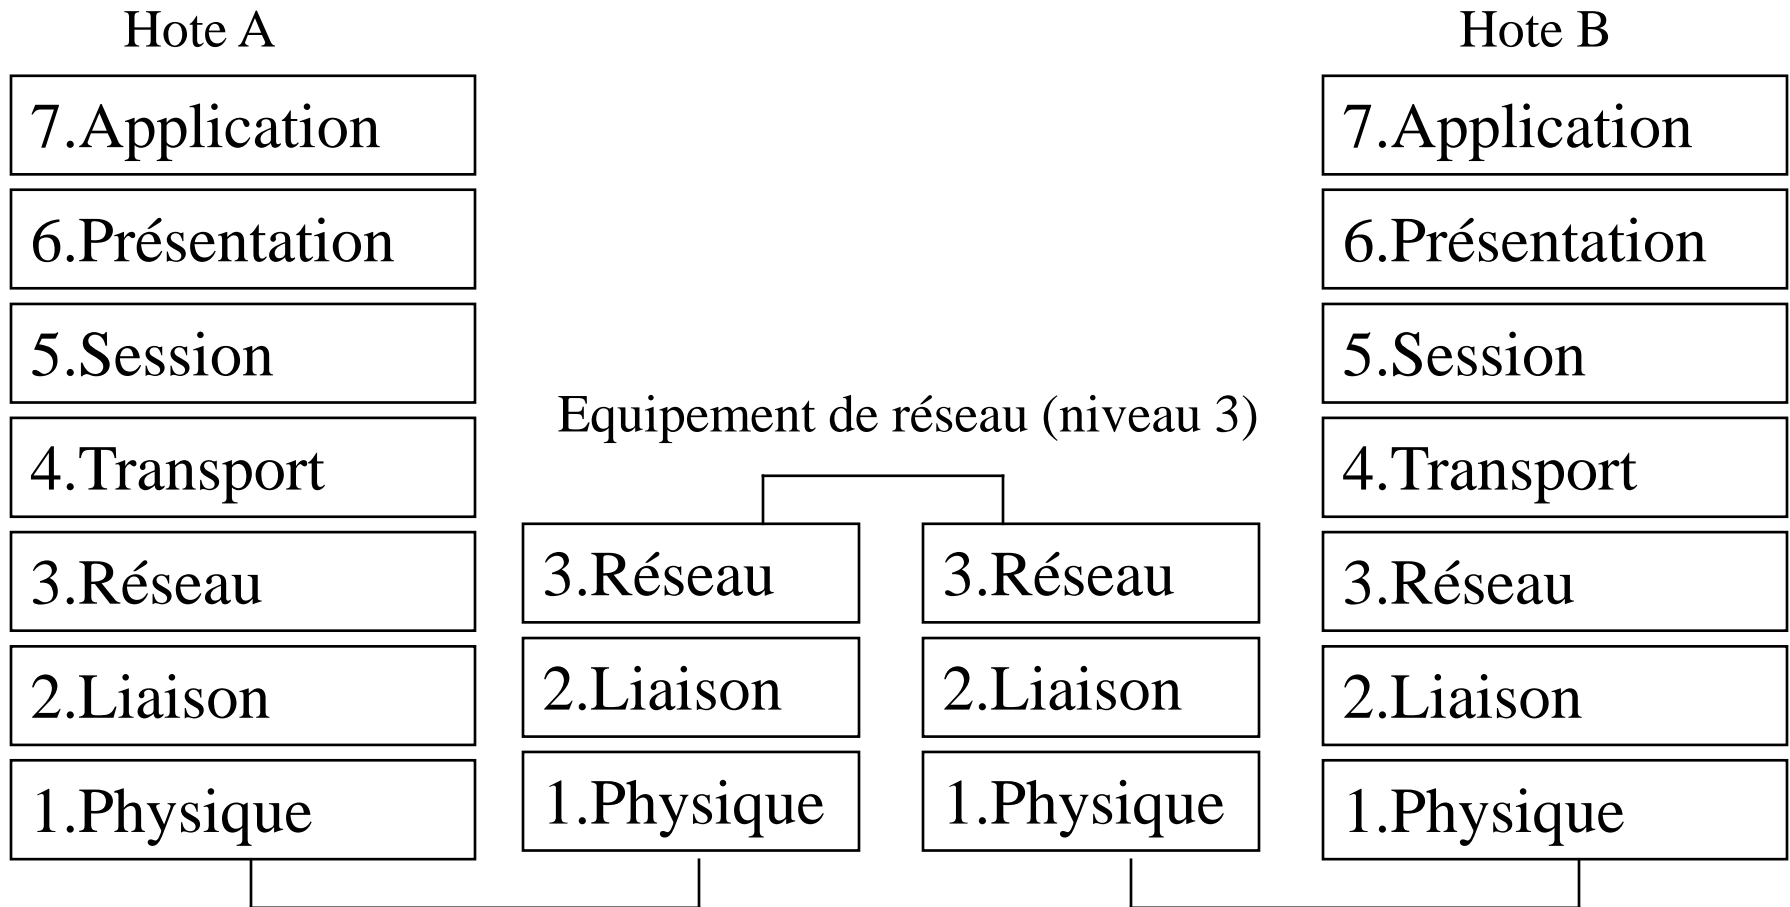 Hote A
7.Application
6.Présentation
5.Session
4.Transport
3.Réseau
2.Liaison
1.Physique
Equipement de réseau (niveau 3)
3.Réseau
2.Liaison
1.Physique
3.Réseau
2.Liaison
1.Physique
Hote B
7.Application
6.Présentation
5.Session
4.Transport
3.Réseau
2.Liaison
1.Physique